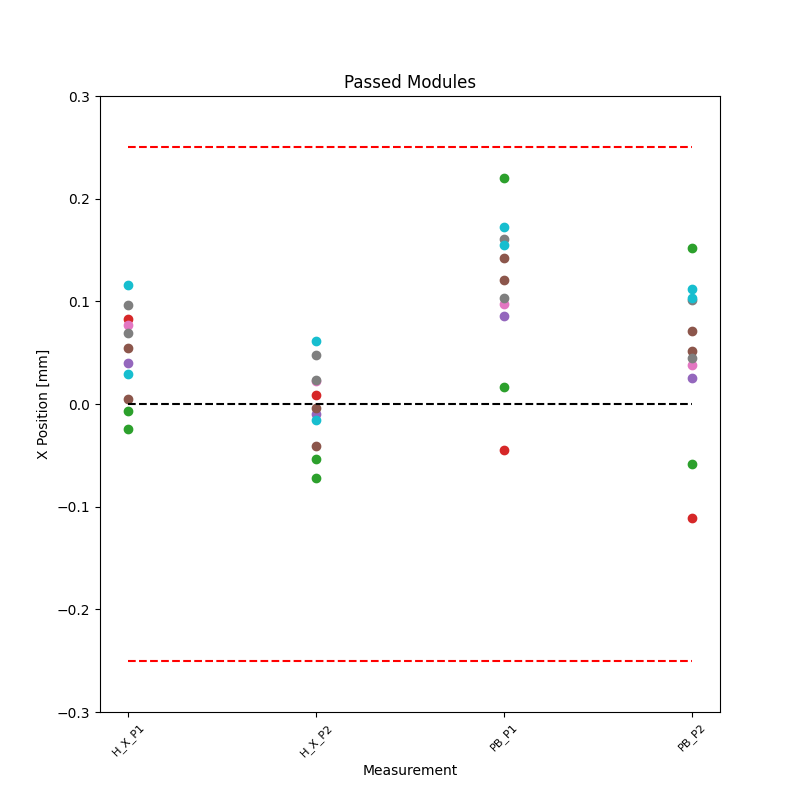 Passed Modules
0.3
0.2
0.1
0.0
−0.1
−0.2
−0.3
X Position [mm]
H_X_P1
H_X_P2
PB_P1
PB_P2
Measurement